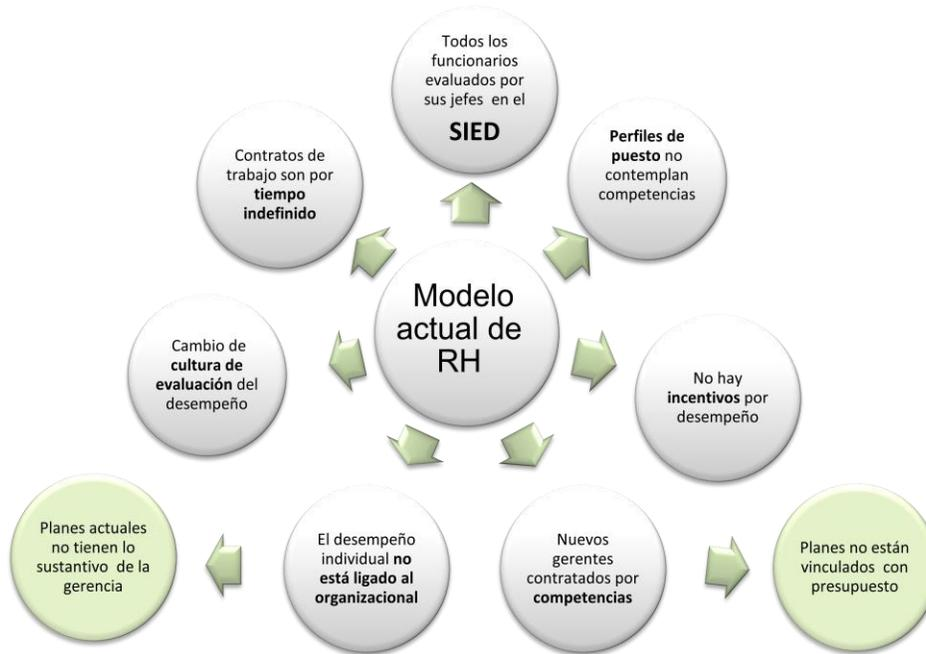 Todos los
funcionarios
evaluados por
sus jefes en el
SIED
Perfiles de
puesto no
contemplan
competencias
Contratos de
trabajo son por
tiempo
indefinido
Modelo
actual de
RH
Cambio de
cultura de
evaluación del
desempeño
No hay
incentivos por
desempeño
Planes actuales
no tienen lo
sustantivo de la
gerencia
El desempeño
individual no
está ligado al
organizacional
Nuevos
gerentes
contratados por
competencias
Planes no están
vinculados con
presupuesto